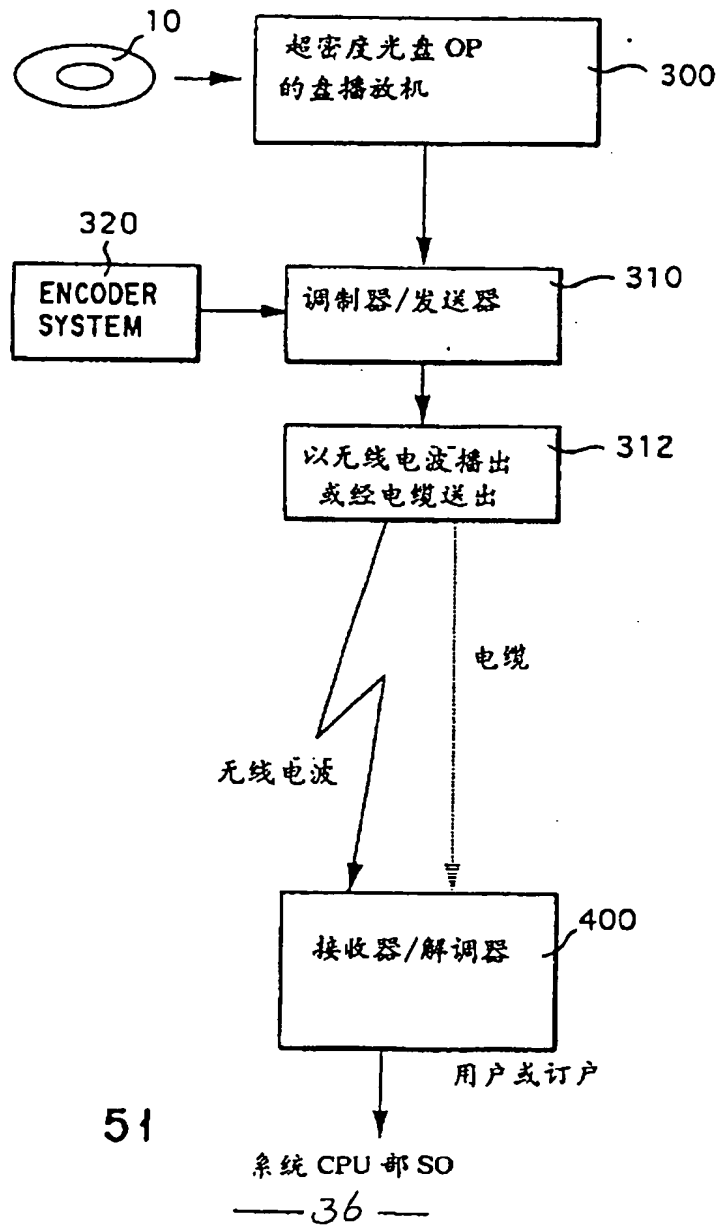 10
超密度光盘OP
的盘播放机
300
320
ENCODER
SYSTEM
调制器/发送器
310
以无线电波播出
或经电缆送出
312
电缆
无线电波
接收器/解调器
400
用户或订户
51
系统 CPU 部 SO
36